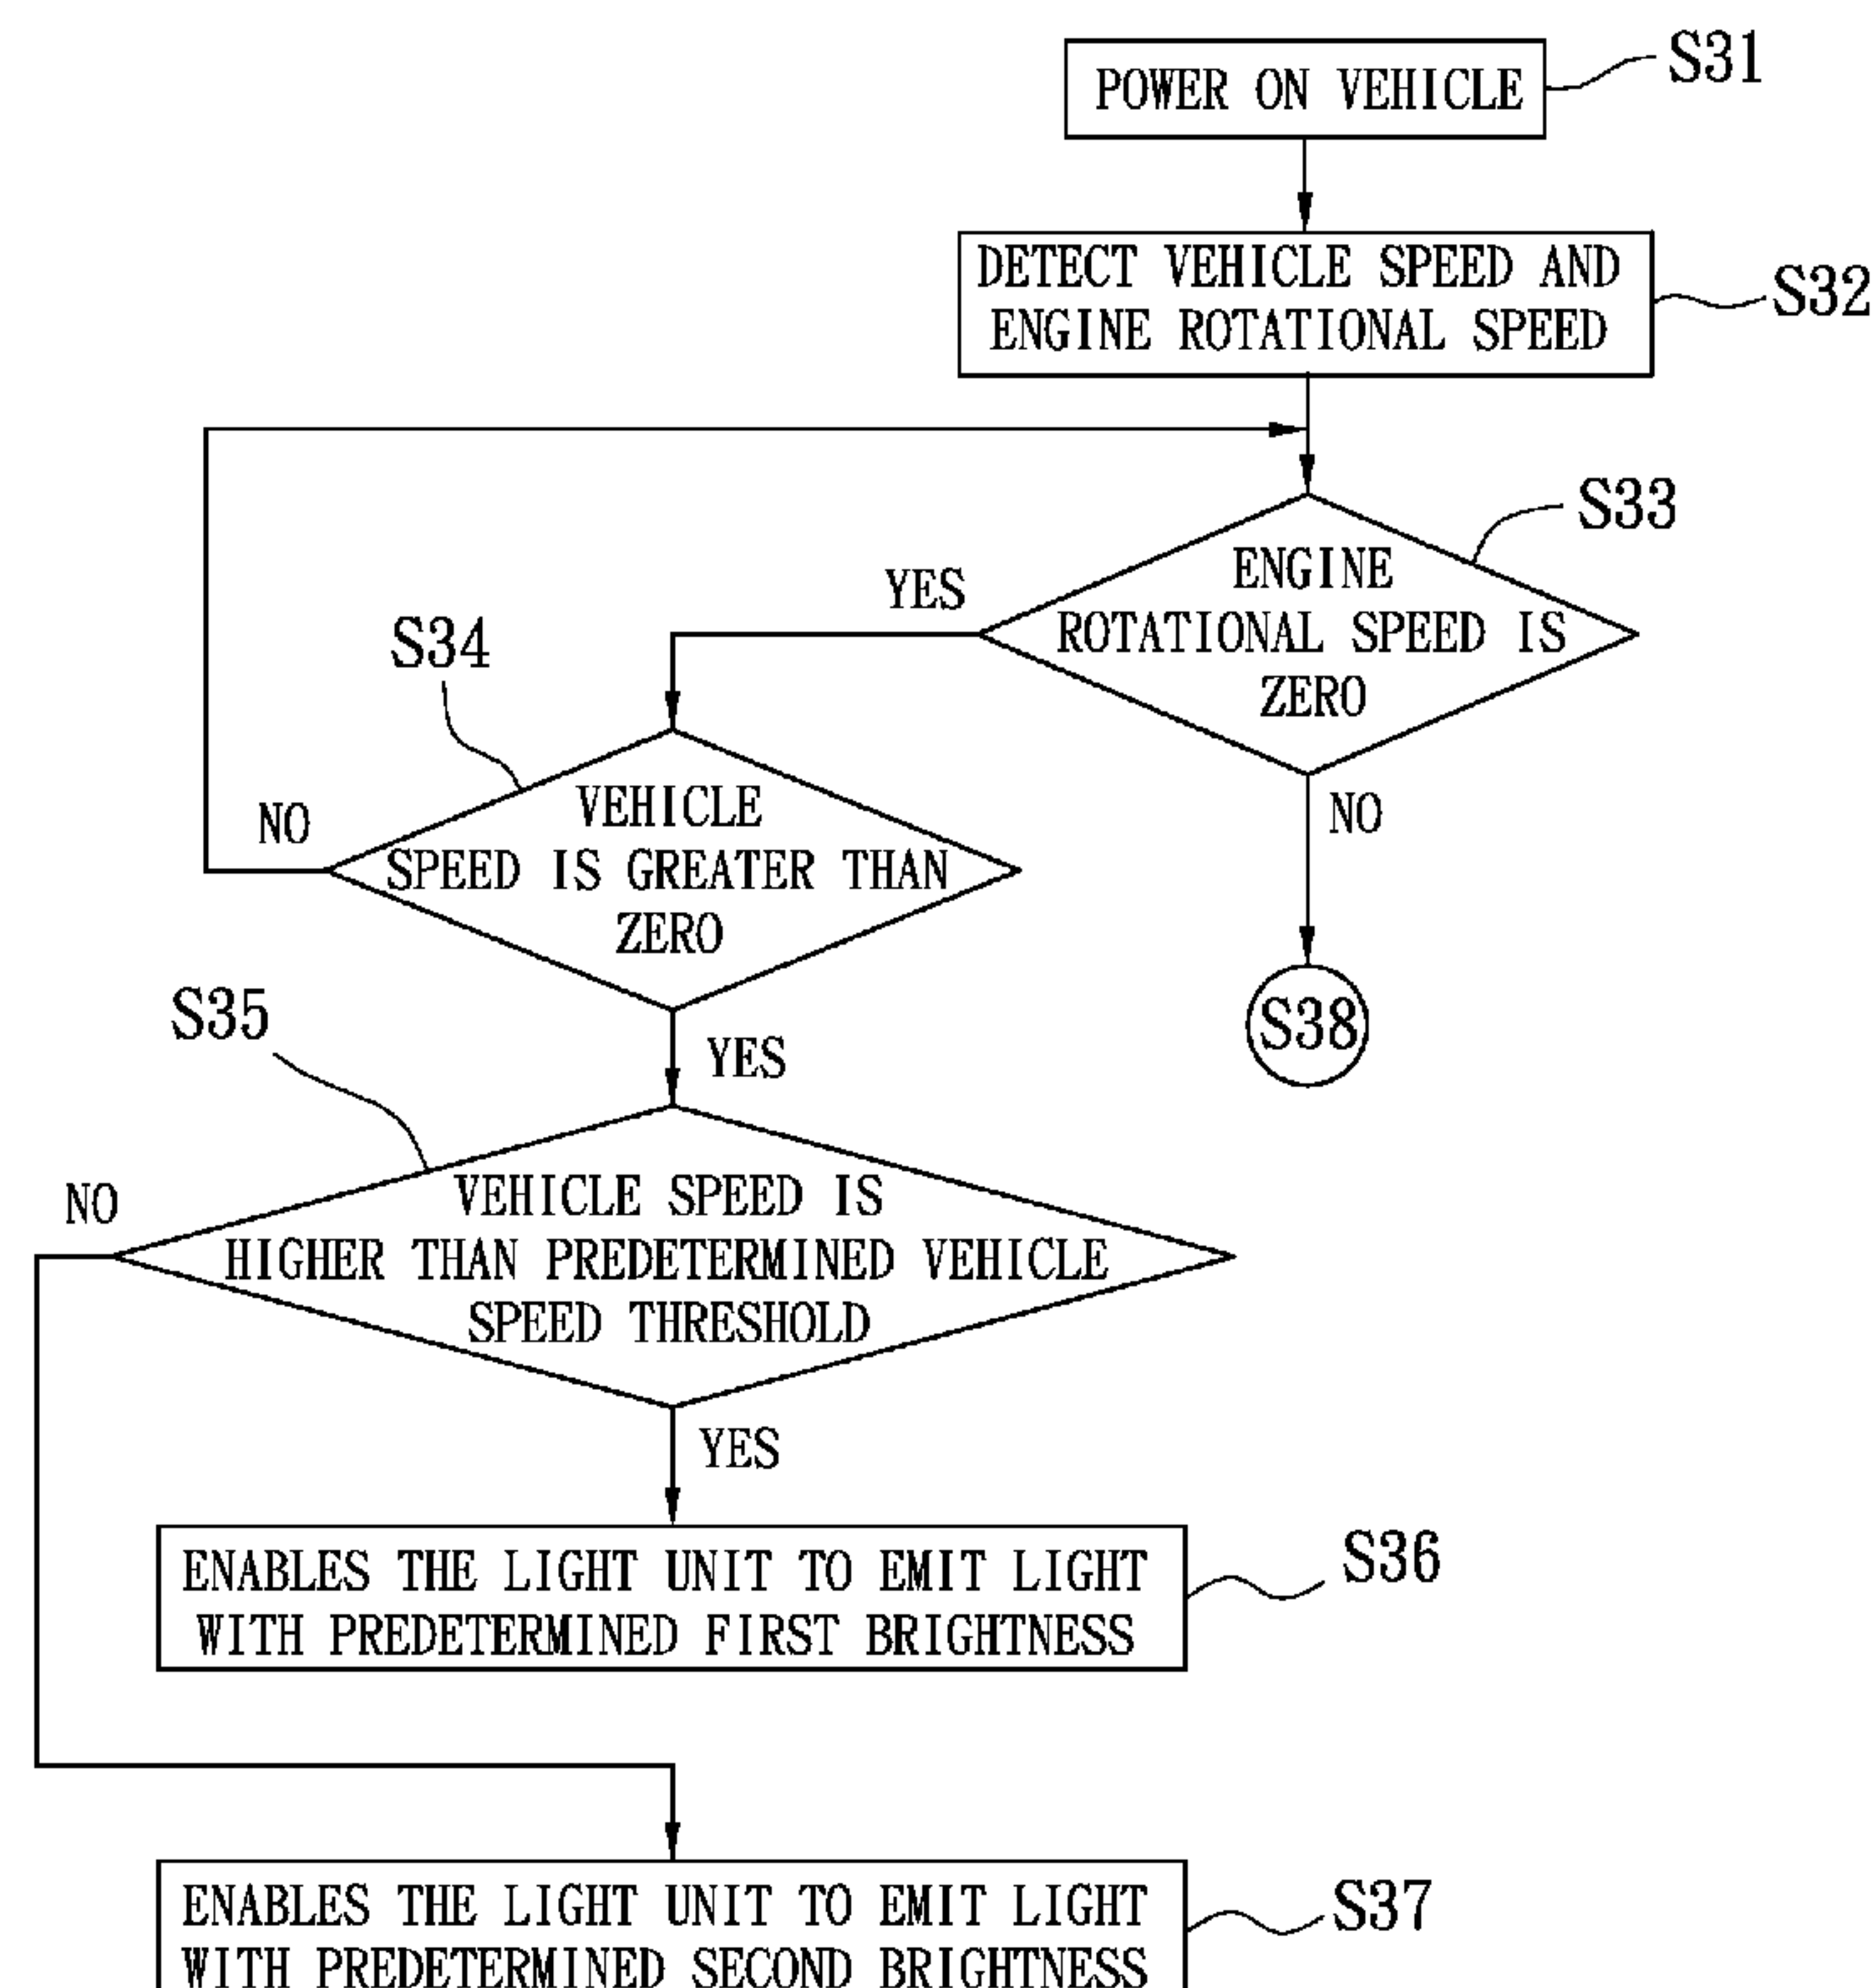 POWER ON VEHICLE
S31
DETECT VEHICLE SPEED AND
ENGINE ROTATIONAL SPEED
S32
ENGINE
ROTATIONAL SPEED IS
ZERO
S33
YES
NO
S34
VEHICLE
SPEED IS GREATER THAN
ZERO
NO
YES
S38
S35
VEHICLE SPEED IS
HIGHER THAN PREDETERMINED VEHICLE
SPEED THRESHOLD
NO
YES
ENABLES THE LIGHT UNIT TO EMIT LIGHT
WITH PREDETERMINED FIRST BRIGHTNESS
S36
ENABLES THE LIGHT UNIT TO EMIT LIGHT
WITH PREDETERMINED SECOND BRIGHTNESS
S37